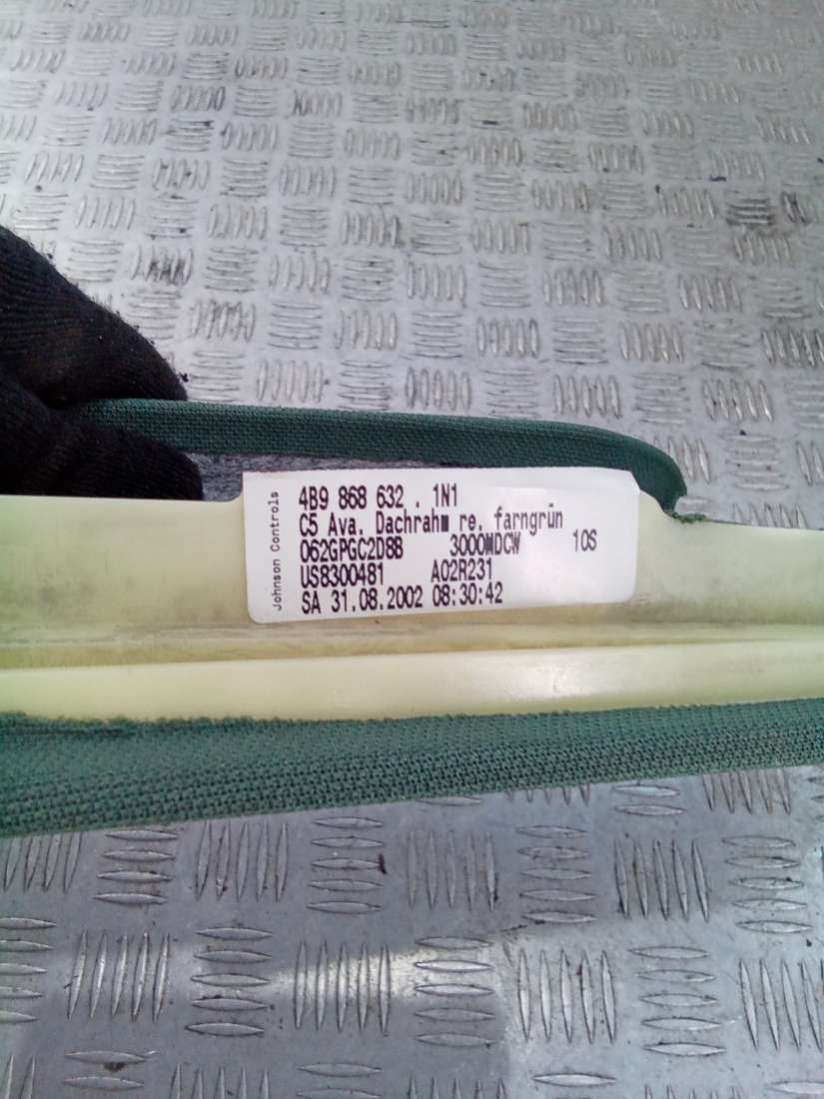 Johnson Controls
4B9 868 632 . 1N1
C5 Ava. Dachrahm re. farngrün
062GPGC2D88 3000MDCW 10S
US8300481 A02R231
SA 31.08.2002 08:30:42